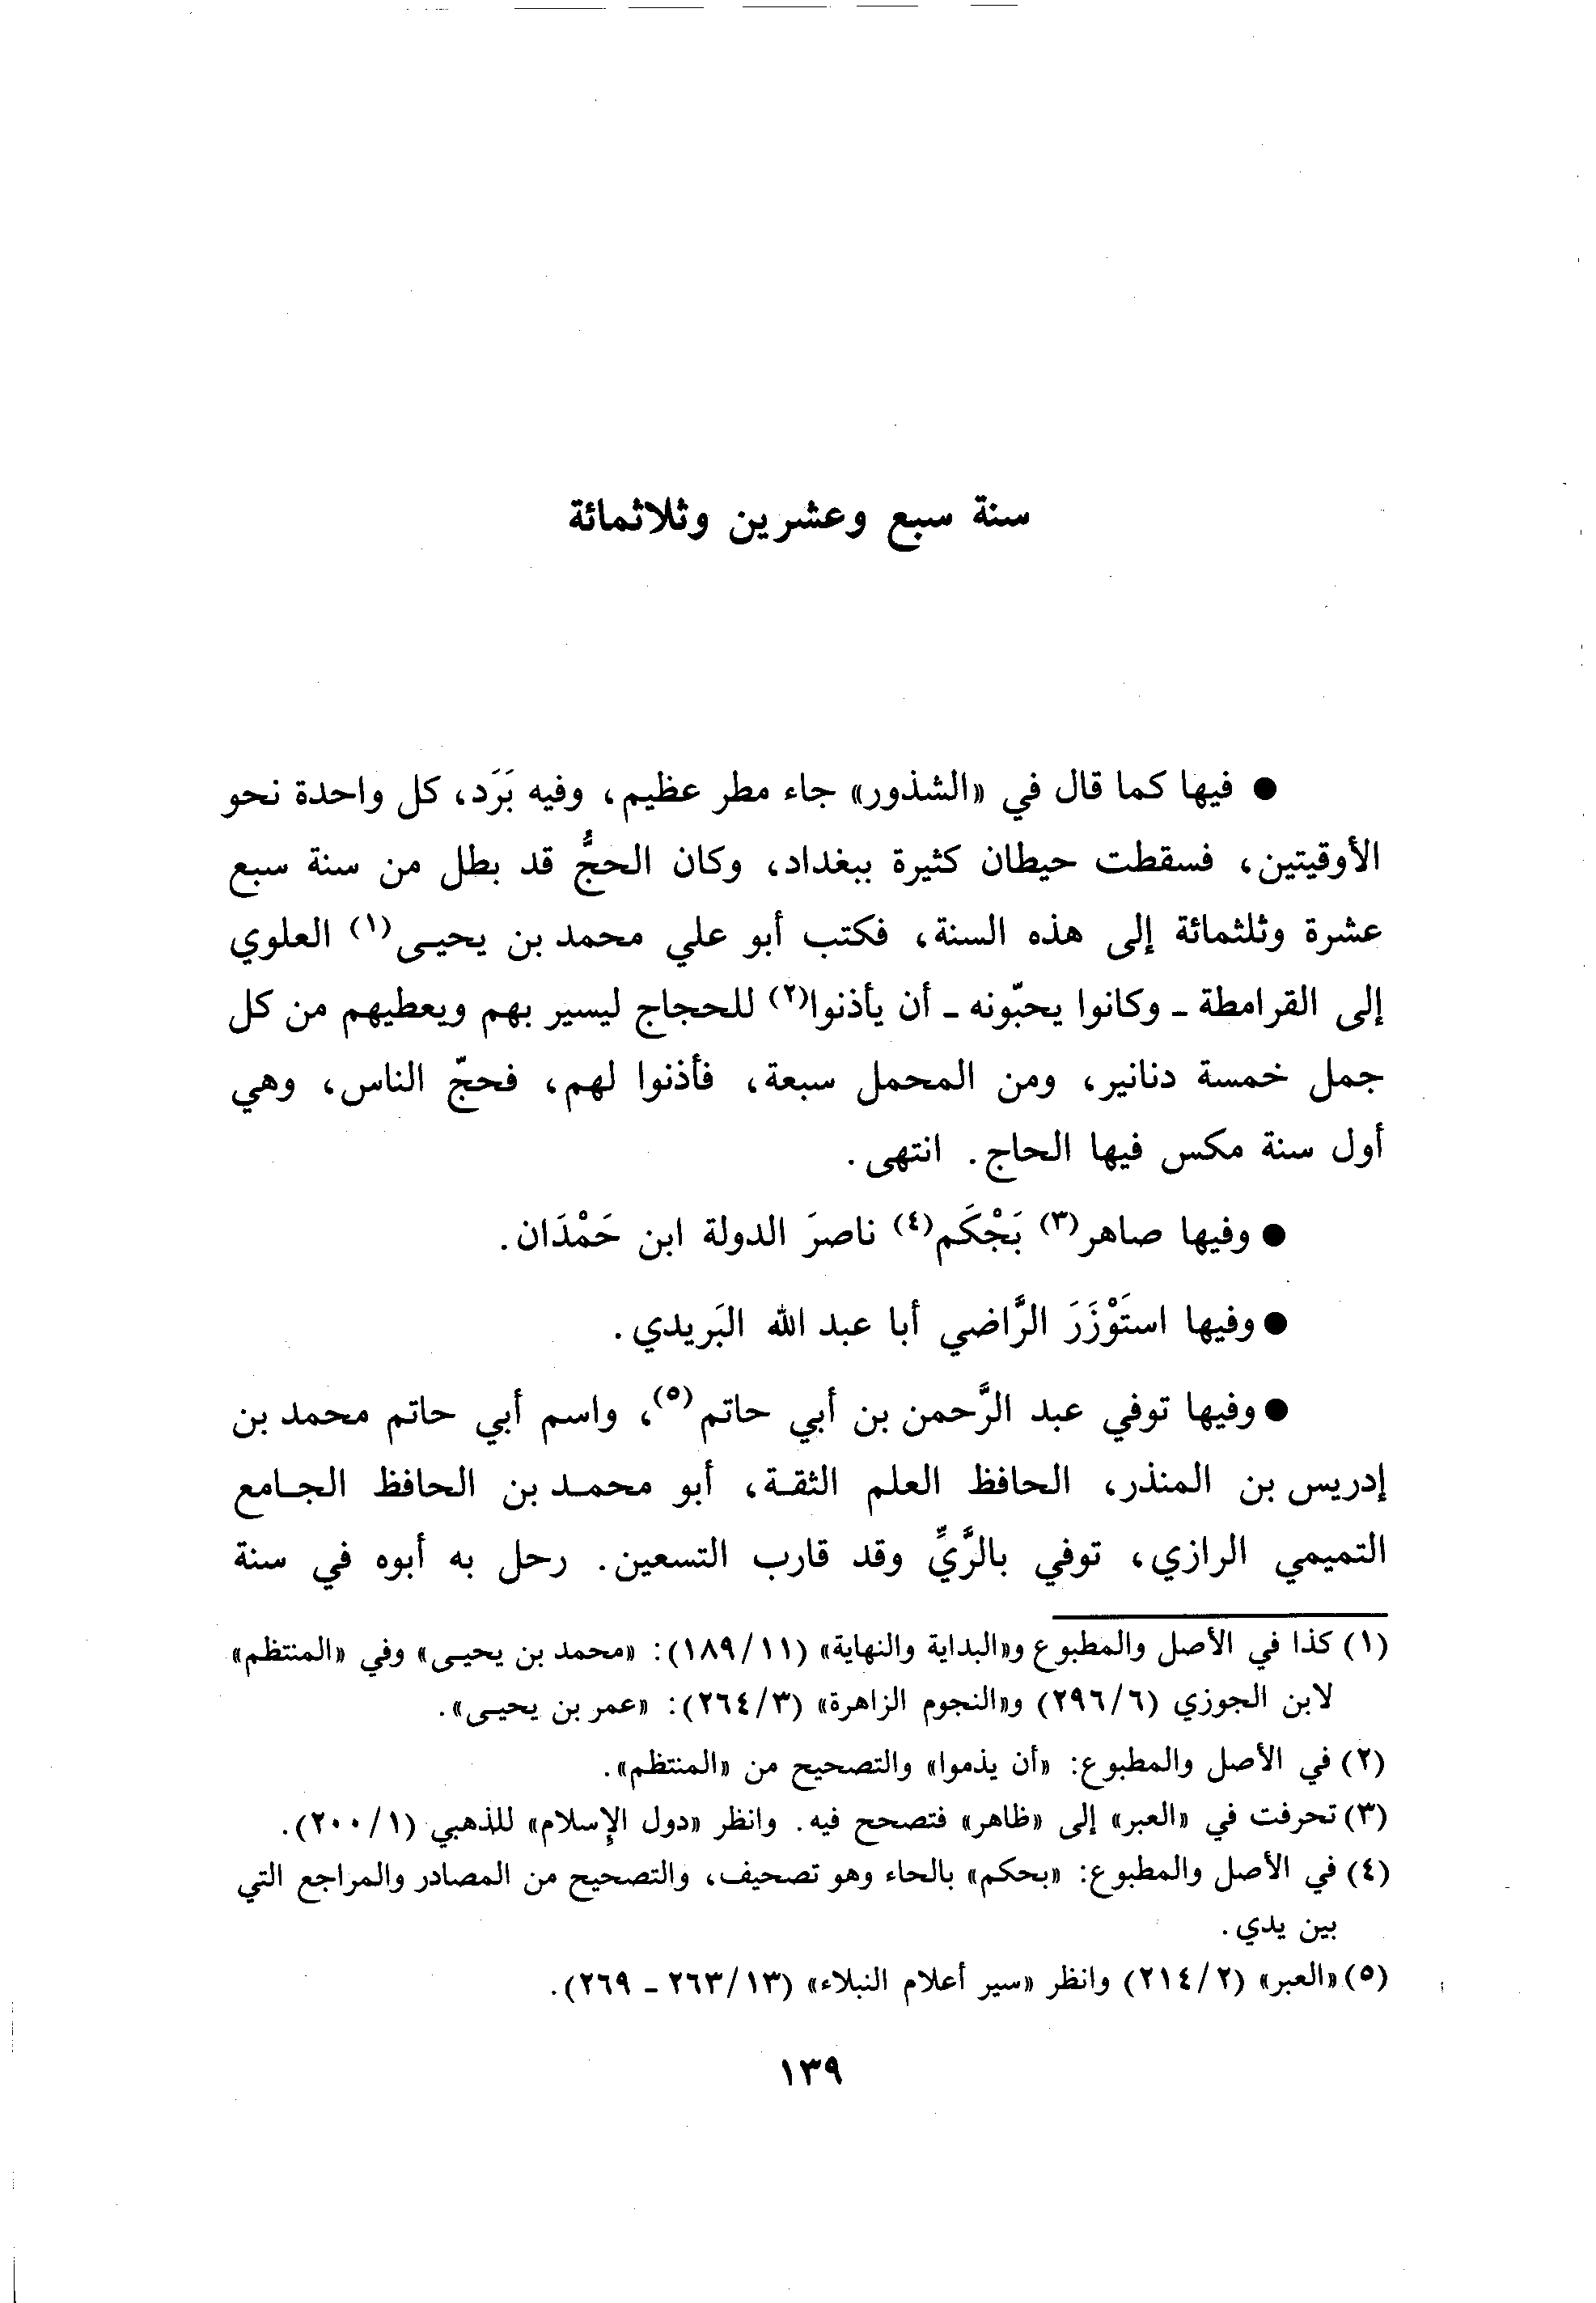 سنة سبع وعشرين وثلاثمائة
● فيها كما قال في «الشذور» جاء مطر عظيم، وفيه بَرَد، كل واحدة نحو
الأوقيتين، فسقطت حيطان كثيرة ببغداد، وكان الحجُّ قد بطل من سنة سبع
عشرة وثلثمائة إلى هذه السنة، فكتب أبو علي محمد بن يحيـى(١) العلوي
إلى القرامطة ـ وكانوا يحبّونه ـ أن يأذنوا(٢) للحجاج ليسير بهم ويعطيهم من كل
جمل خمسة دنانير، ومن المحمل سبعة، فأذنوا لهم، فحجّ الناس، وهي
أول سنة مكس فيها الحاج. انتهى.
● وفيها صاهر(٣) بَجْكَم(٤) ناصرَ الدولة ابن حَمْدَان.
● وفيها استَوْزَرَ الرَّاضي أبا عبد الله البَريدي.
● وفيها توفي عبد الرَّحمن بن أبي حاتم(٥)، واسم أبي حاتم محمد بن
إدريس بن المنذر، الحافظ العلم الثقـة، أبو محمـد بن الحافظ الجـامع
التميمي الرازي، توفي بالرَّيِّ وقد قارب التسعين. رحل به أبوه في سنة
(١) كذا في الأصل والمطبوع و«البداية والنهاية» (١١/١٨٩): «محمد بن يحيـى» وفي «المنتظم»
لابن الجوزي (٦/٢٩٦) و«النجوم الزاهرة» (٣/٢٦٤): «عمر بن يحيـى».
(٢) في الأصل والمطبوع: «أن يذموا» والتصحيح من «المنتظم».
(٣) تحرفت في «العبر» إلى «ظاهر» فتصحح فيه. وانظر «دول الإسلام» للذهبي (١/٢٠٠).
(٤) في الأصل والمطبوع: «بحكم» بالحاء وهو تصحيف، والتصحيح من المصادر والمراجع التي
بين يدي.
(٥) «العبر» (٢/٢١٤) وانظر «سير أعلام النبلاء» (١٣/٢٦٣ ـ ٢٦٩).
١٣٩